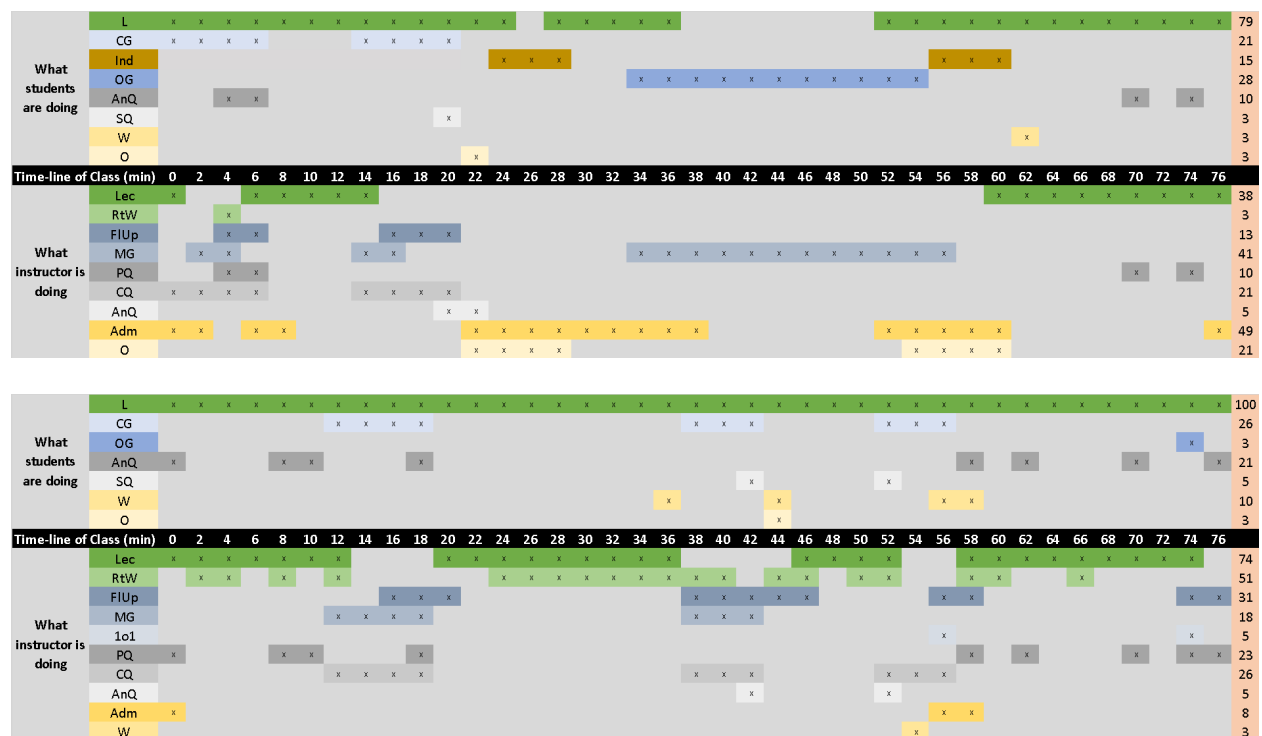 What
students
are doing
L x x x x x x x x x x x x x x x x x x x x x x x x x x x x x x x 79
CG x x x x x x x x 21
Ind x x x x x x 15
OG x x x x x x x x x x x 28
AnQ x x x x 10
SQ x 3
W x 3
O x 3
Time-line of Class (min) 0 2 4 6 8 10 12 14 16 18 20 22 24 26 28 30 32 34 36 38 40 42 44 46 48 50 52 54 56 58 60 62 64 66 68 70 72 74 76
What
instructor is
doing
Lec x x x x x x x x x x x x x x x 38
RtW x 3
FlUp x x x x x 13
MG x x x x x x x x x x x x x x x x 41
PQ x x x x 10
CQ x x x x x x x x 21
AnQ x x 5
Adm x x x x x x x x x x x x x x x x x x x 49
O x x x x x x x x 21
What
students
are doing
L x x x x x x x x x x x x x x x x x x x x x x x x x x x x x x x x x x x x x x x 100
CG x x x x x x x x x x 26
OG x 3
AnQ x x x x x x x x 21
SQ x x 5
W x x x x 10
O x 3
Time-line of Class (min) 0 2 4 6 8 10 12 14 16 18 20 22 24 26 28 30 32 34 36 38 40 42 44 46 48 50 52 54 56 58 60 62 64 66 68 70 72 74 76
What
instructor is
doing
Lec x x x x x x x x x x x x x x x x x x x x x x x x x x x x x 74
RtW x x x x x x x x x x x x x x x x x x x x 51
FlUp x x x x x x x x x x x x 31
MG x x x x x x x 18
1o1 x x 5
PQ x x x x x x x x x 23
CQ x x x x x x x x x x 26
AnQ x x 5
Adm x x x 8
W x 3